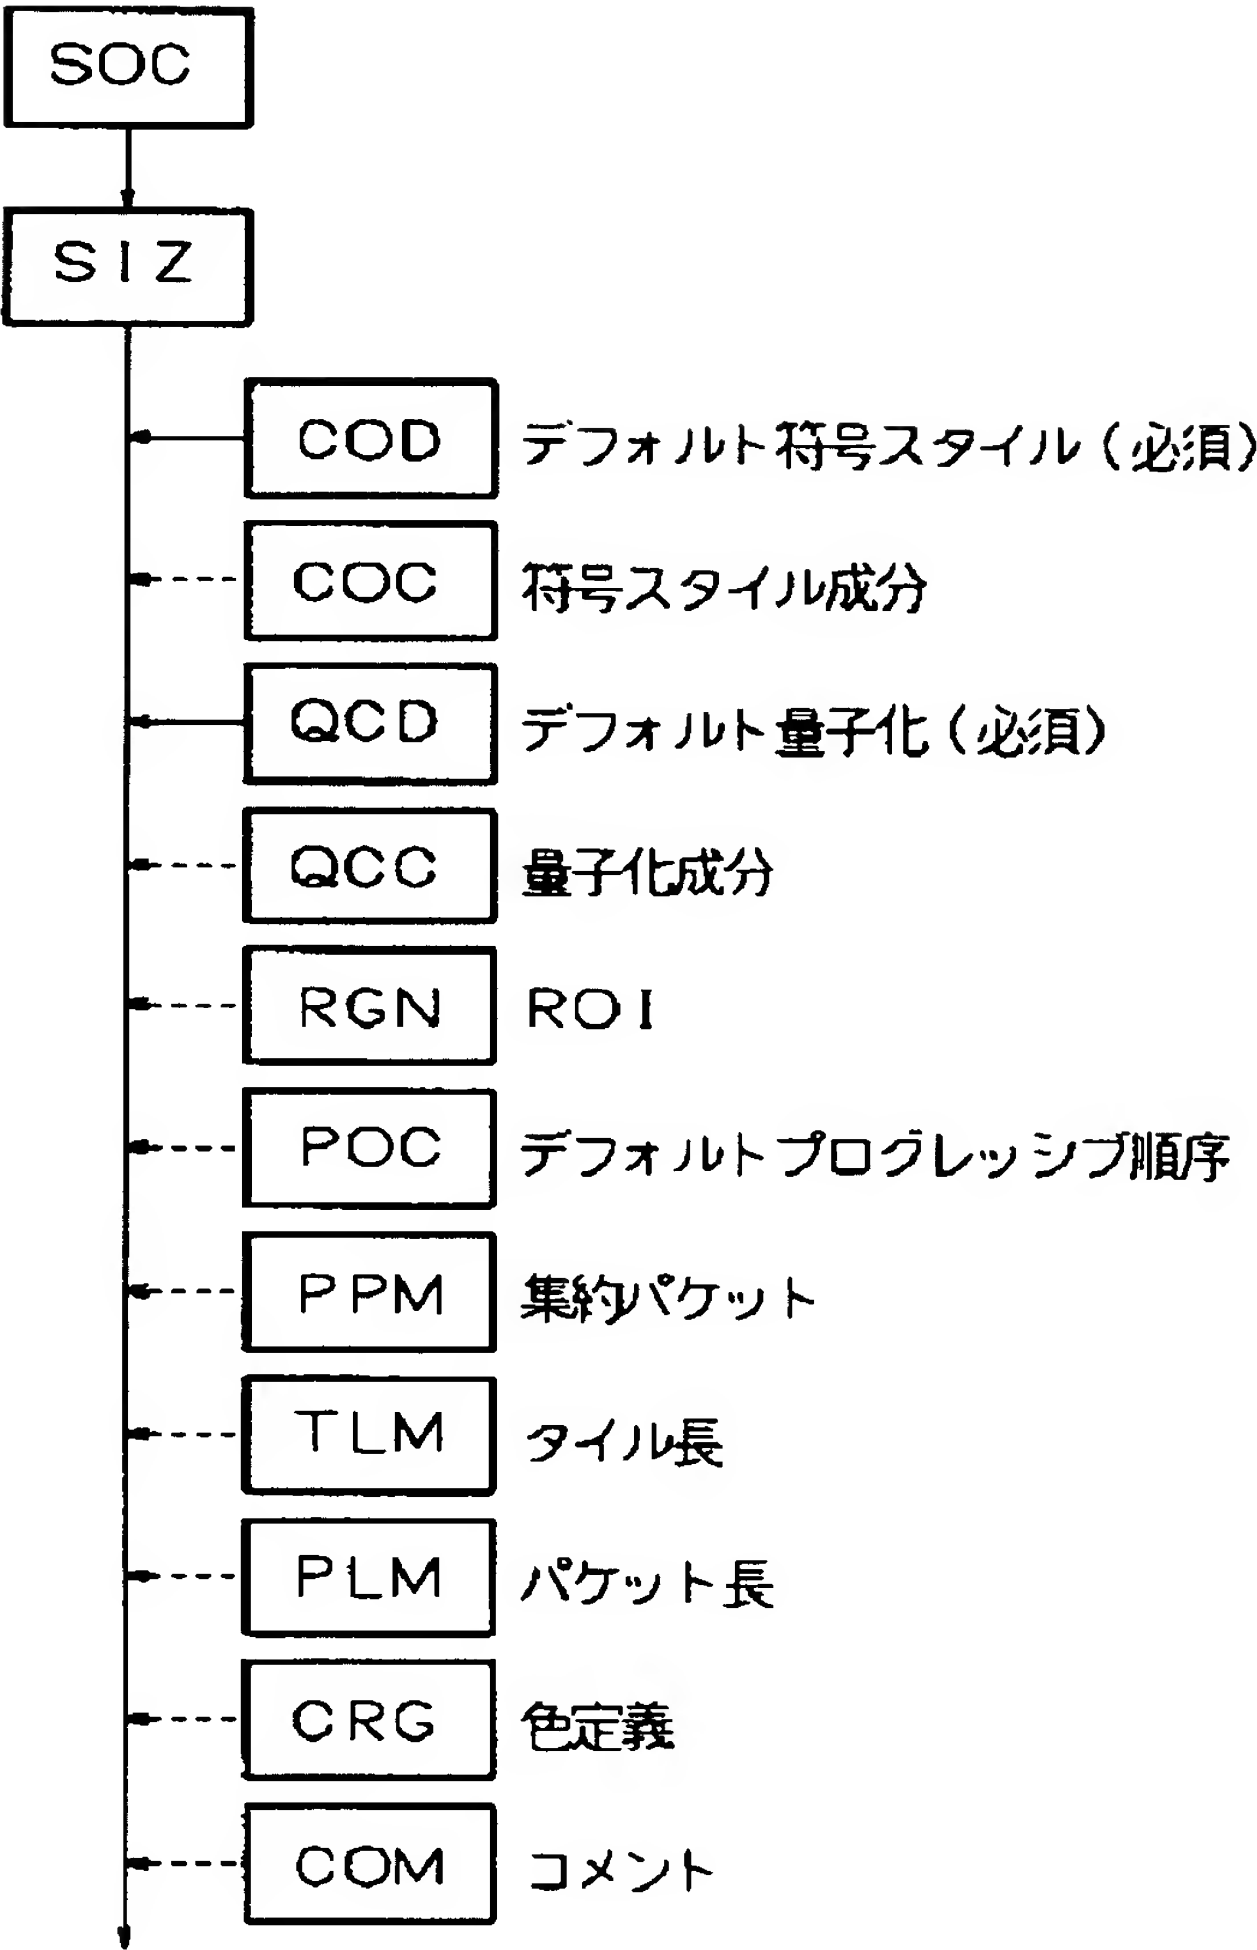 SOC
SIZ
COD デフォルト符号スタイル(必須)
COC 符号スタイル成分
QCD デフォルト量子化(必須)
QCC 量子化成分
RGN ROI
POC デフォルトプログレッシブ順序
PPM 集約パケット
TLM タイル長
PLM パケット長
CRG 色定義
COM コメント